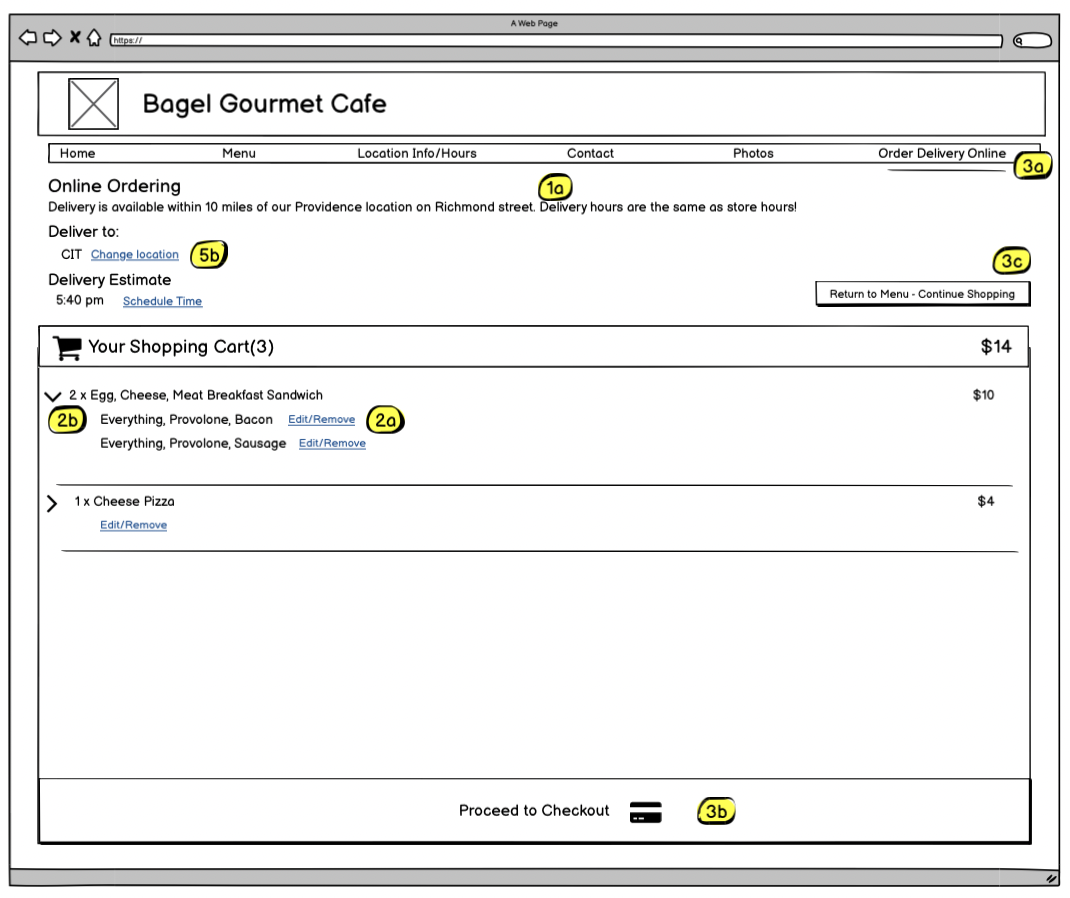 A Web Page
https://
Bagel Gourmet Cafe
Home Menu Location Info/Hours Contact Photos Order Delivery Online
3a
Online Ordering
1a
Delivery is available within 10 miles of our Providence location on Richmond street. Delivery hours are the same as store hours!
Deliver to:
CIT Change location 5b
3c
Delivery Estimate
5:40 pm Schedule Time
Return to Menu - Continue Shopping
Your Shopping Cart(3) $14
2 x Egg, Cheese, Meat Breakfast Sandwich $10
2b Everything, Provolone, Bacon Edit/Remove 2a
Everything, Provolone, Sausage Edit/Remove
1 x Cheese Pizza $4
Edit/Remove
Proceed to Checkout 3b